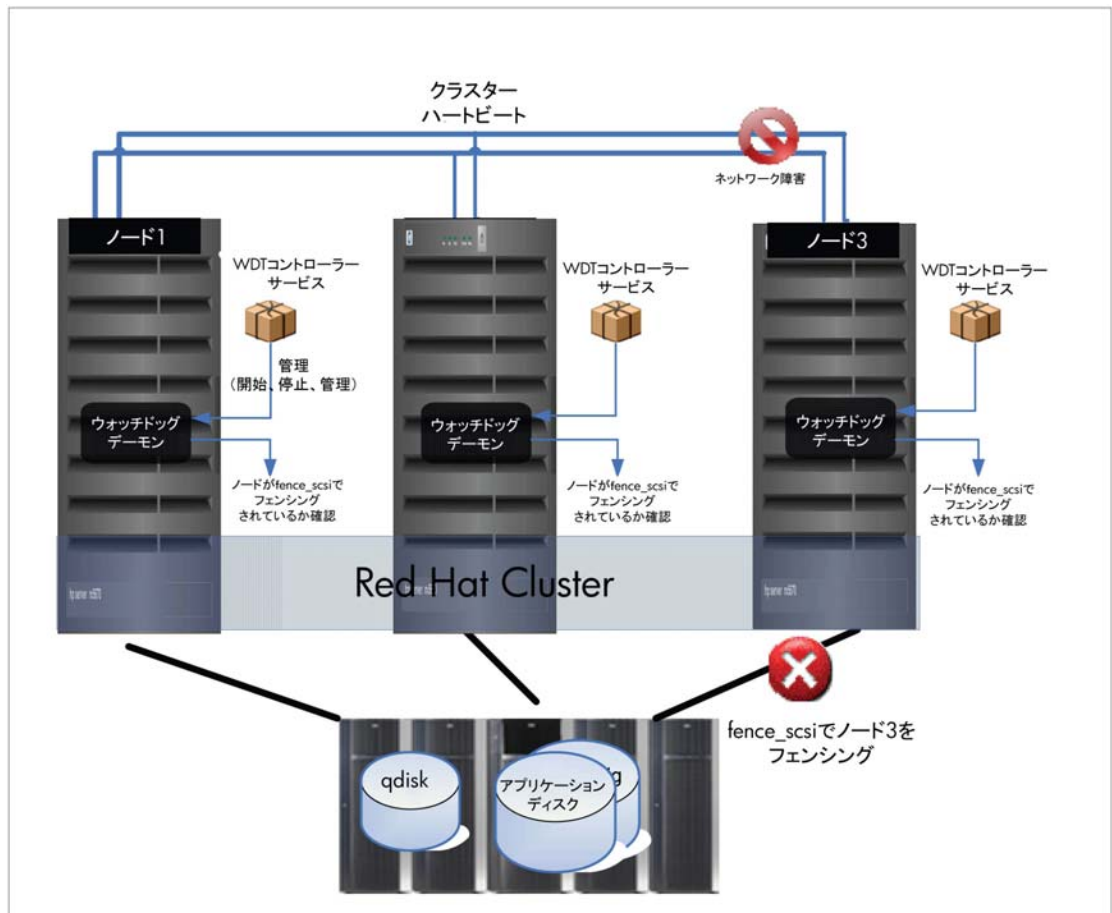 クラスター
ハートビート
ネットワーク障害
ノード1
ノード3
WDTコントローラー
サービス
WDTコントローラー
サービス
WDTコントローラー
サービス
管理
(開始、停止、管理)
ウォッチドッグ
デーモン
ウォッチドッグ
デーモン
ウォッチドッグ
デーモン
ノードがfence_scsiで
フェンシング
されているか確認
ノードがfence_scsiで
フェンシング
されているか確認
ノードがfence_scsiで
フェンシング
されているか確認
Red Hat Cluster
fence_scsiでノード3を
フェンシング
qdisk
アプリケーション
ディスク